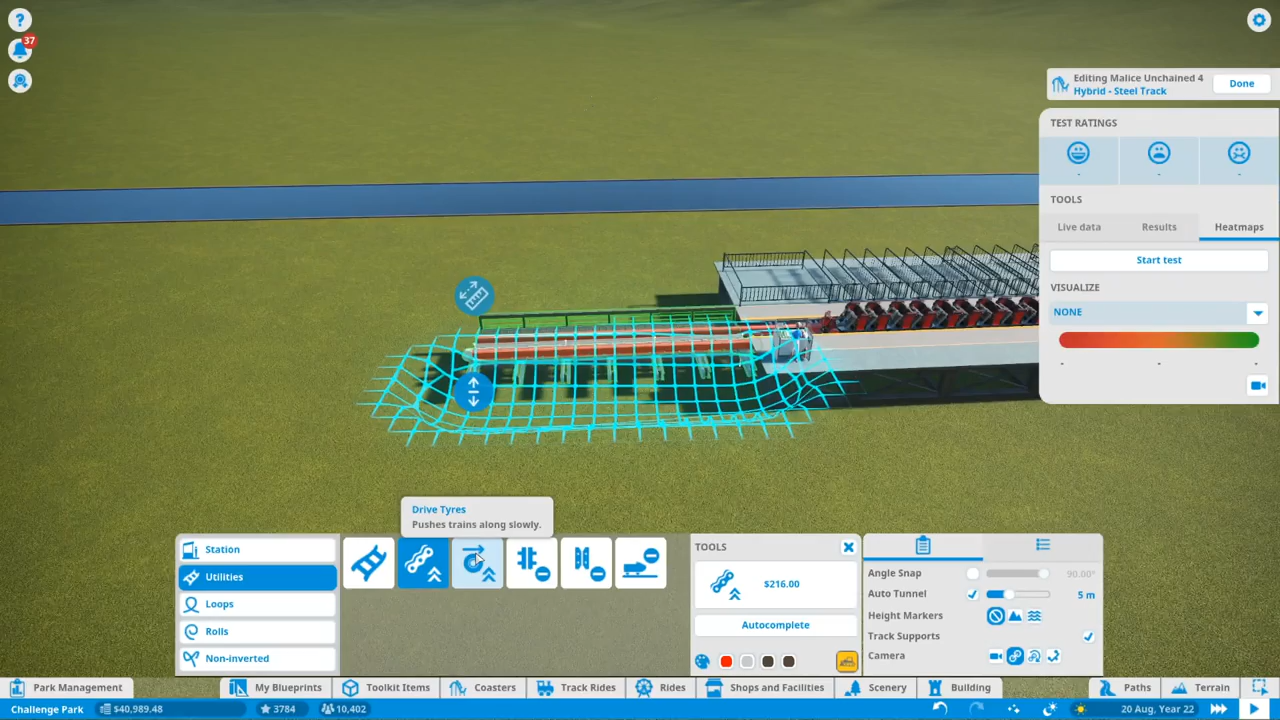 ?
37
Editing Malice Unchained 4
Hybrid - Steel Track
Done
TEST RATINGS
- - -
TOOLS
Live data Results Heatmaps
Start test
VISUALIZE
NONE
- - -
Drive Tyres
Pushes trains along slowly.
Station
Utilities
Loops
Rolls
Non-inverted
TOOLS
$216.00
Autocomplete
Angle Snap 90.00°
Auto Tunnel 5 m
Height Markers
Track Supports
Camera
Park Management My Blueprints Toolkit Items Coasters Track Rides Rides Shops and Facilities Scenery Building Paths Terrain
Challenge Park $40,989.48 3784 10,402 20 Aug, Year 22